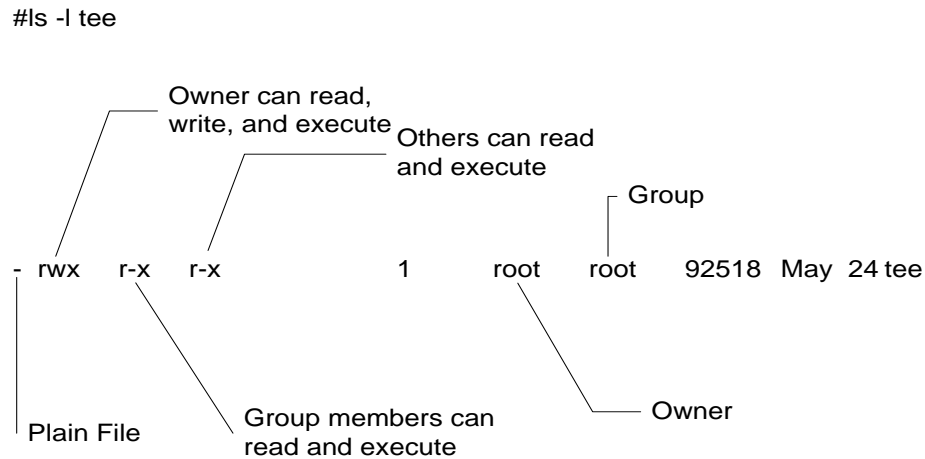 #ls -l tee
Owner can read,
write, and execute
Others can read
and execute
Group
- rwx r-x r-x 1 root root 92518 May 24 tee
Owner
Group members can
read and execute
Plain File